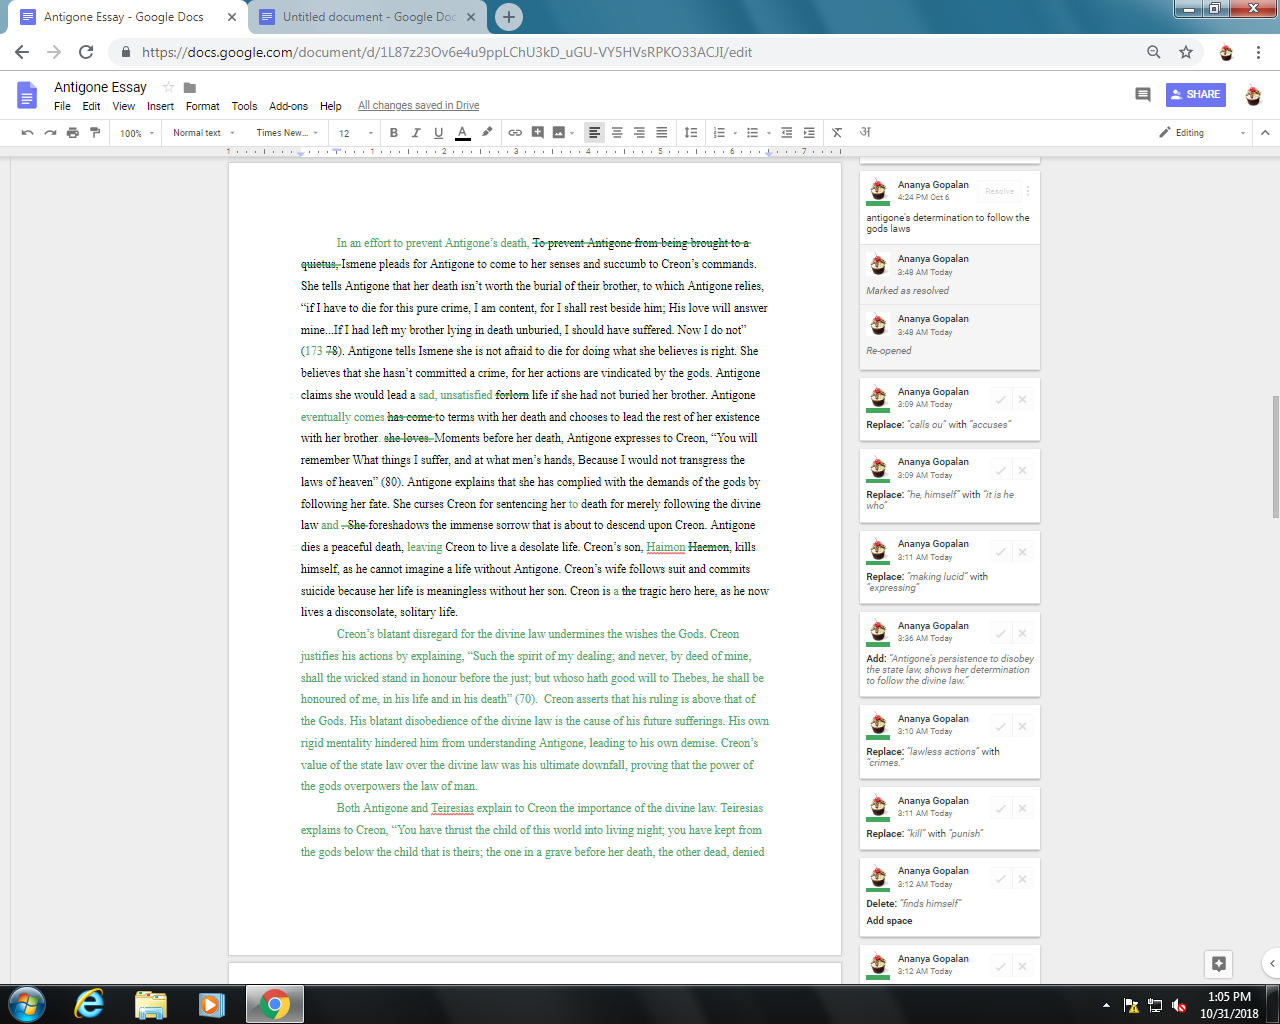 Antigone Essay - Google Docs
Untitled document - Google Doc
https://docs.google.com/document/d/1L87z23Ov6e4u9ppLChU3kD_uGU-VY5HVsRPKO33ACJI/edit
Antigone Essay
File Edit View Insert Format Tools Add-ons Help All changes saved in Drive
SHARE
100% Normal text Times New... 12 B I U A Editing
1 1 2 3 4 5 6 7
In an effort to prevent Antigone's death, To prevent Antigone from being brought to a
quietus, Ismene pleads for Antigone to come to her senses and succumb to Creon's commands.
She tells Antigone that her death isn't worth the burial of their brother, to which Antigone relies,
“if I have to die for this pure crime, I am content, for I shall rest beside him; His love will answer
mine...If I had left my brother lying in death unburied, I should have suffered. Now I do not”
(173 78). Antigone tells Ismene she is not afraid to die for doing what she believes is right. She
believes that she hasn't committed a crime, for her actions are vindicated by the gods. Antigone
claims she would lead a sad, unsatisfied forlorn life if she had not buried her brother. Antigone
eventually comes has come to terms with her death and chooses to lead the rest of her existence
with her brother. she loves. Moments before her death, Antigone expresses to Creon, “You will
remember What things I suffer, and at what men's hands, Because I would not transgress the
laws of heaven” (80). Antigone explains that she has complied with the demands of the gods by
following her fate. She curses Creon for sentencing her to death for merely following the divine
law and . She foreshadows the immense sorrow that is about to descend upon Creon. Antigone
dies a peaceful death, leaving Creon to live a desolate life. Creon's son, Haimon Haemon, kills
himself, as he cannot imagine a life without Antigone. Creon's wife follows suit and commits
suicide because her life is meaningless without her son. Creon is a the tragic hero here, as he now
lives a disconsolate, solitary life.
Creon's blatant disregard for the divine law undermines the wishes the Gods. Creon
justifies his actions by explaining, “Such the spirit of my dealing; and never, by deed of mine,
shall the wicked stand in honour before the just; but whoso hath good will to Thebes, he shall be
honoured of me, in his life and in his death” (70). Creon asserts that his ruling is above that of
the Gods. His blatant disobedience of the divine law is the cause of his future sufferings. His own
rigid mentality hindered him from understanding Antigone, leading to his own demise. Creon's
value of the state law over the divine law was his ultimate downfall, proving that the power of
the gods overpowers the law of man.
Both Antigone and Teiresias explain to Creon the importance of the divine law. Teiresias
explains to Creon, “You have thrust the child of this world into living night; you have kept from
the gods below the child that is theirs; the one in a grave before her death, the other dead, denied
Ananya Gopalan
4:24 PM Oct 6
Resolve
antigone's determination to follow the
gods laws
Ananya Gopalan
3:48 AM Today
Marked as resolved
Ananya Gopalan
3:48 AM Today
Re-opened
Ananya Gopalan
3:09 AM Today
Replace: “calls ou” with “accuses”
Ananya Gopalan
3:09 AM Today
Replace: “he, himself” with “it is he
who”
Ananya Gopalan
3:11 AM Today
Replace: “making lucid” with
“expressing”
Ananya Gopalan
3:36 AM Today
Add: “Antigone's persistence to disobey
the state law, shows her determination
to follow the divine law.”
Ananya Gopalan
3:10 AM Today
Replace: “lawless actions” with
“crimes.”
Ananya Gopalan
3:11 AM Today
Replace: “kill” with “punish”
Ananya Gopalan
3:12 AM Today
Delete: “finds himself”
Add space
Ananya Gopalan
3:12 AM Today
1:05 PM
10/31/2018